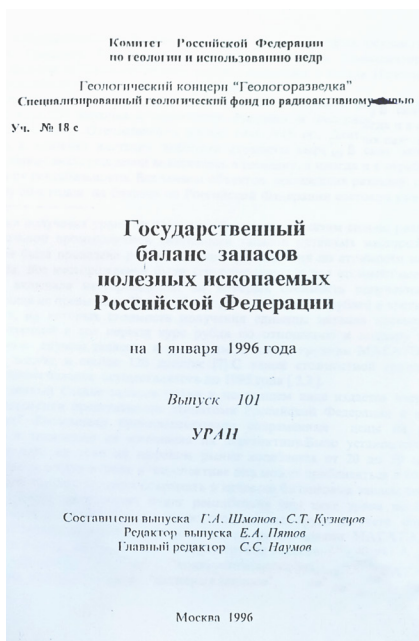 Комитет Российской Федерации
по геологии и использованию недр
Геологический концерн "Геологоразведка"
Специализированный геологический фонд по радиоактивному сырью
Уч. № 18 с
Государственный
баланс запасов
полезных ископаемых
Российской Федерации
на 1 января 1996 года
Выпуск 101
УРАН
Составители выпуска Г.А. Шмонов, С.Т. Кузнецов
Редактор выпуска Е.А. Пятов
Главный редактор С.С. Наумов
Москва 1996